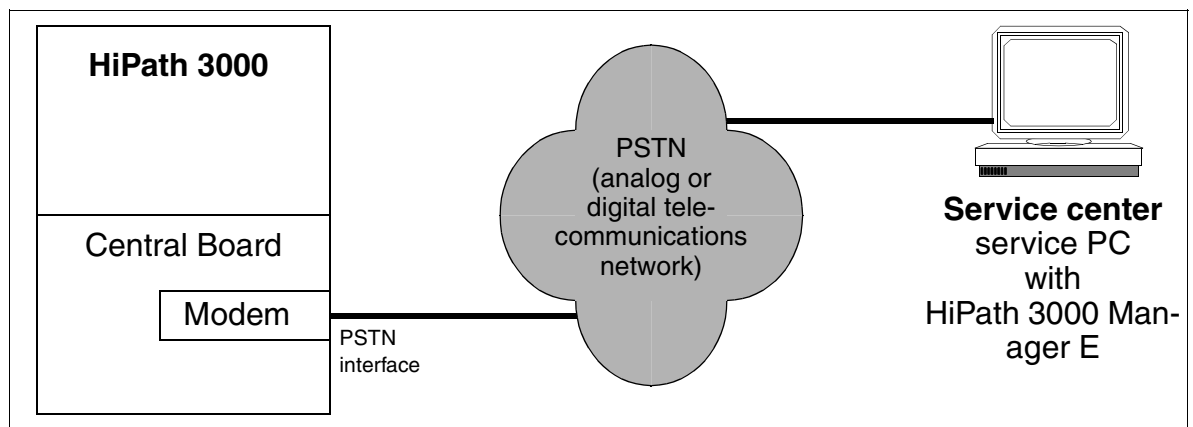 HiPath 3000
Central Board
Modem
PSTN
interface
PSTN
(analog or
digital tele-
communications
network)
Service center
service PC
with
HiPath 3000 Man-
ager E